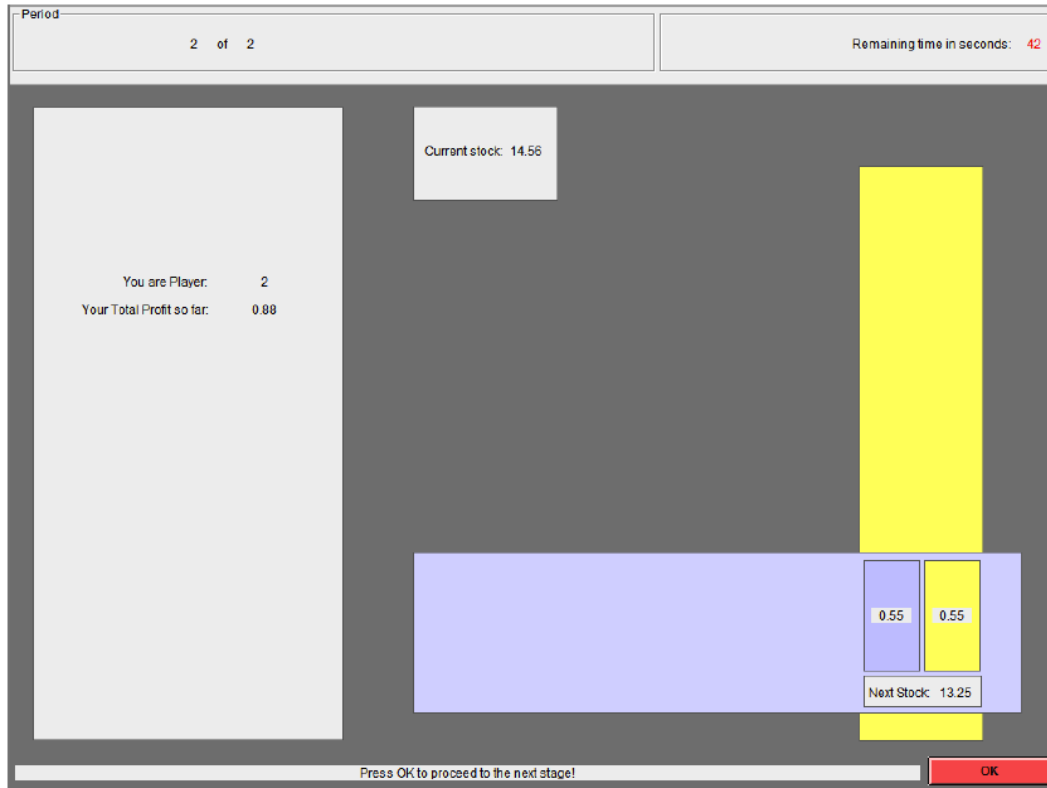 Period
2 of 2
Remaining time in seconds: 42
Current stock: 14.56
You are Player: 2
Your Total Profit so far: 0.88
0.55 0.55
Next Stock: 13.25
Press OK to proceed to the next stage!
OK